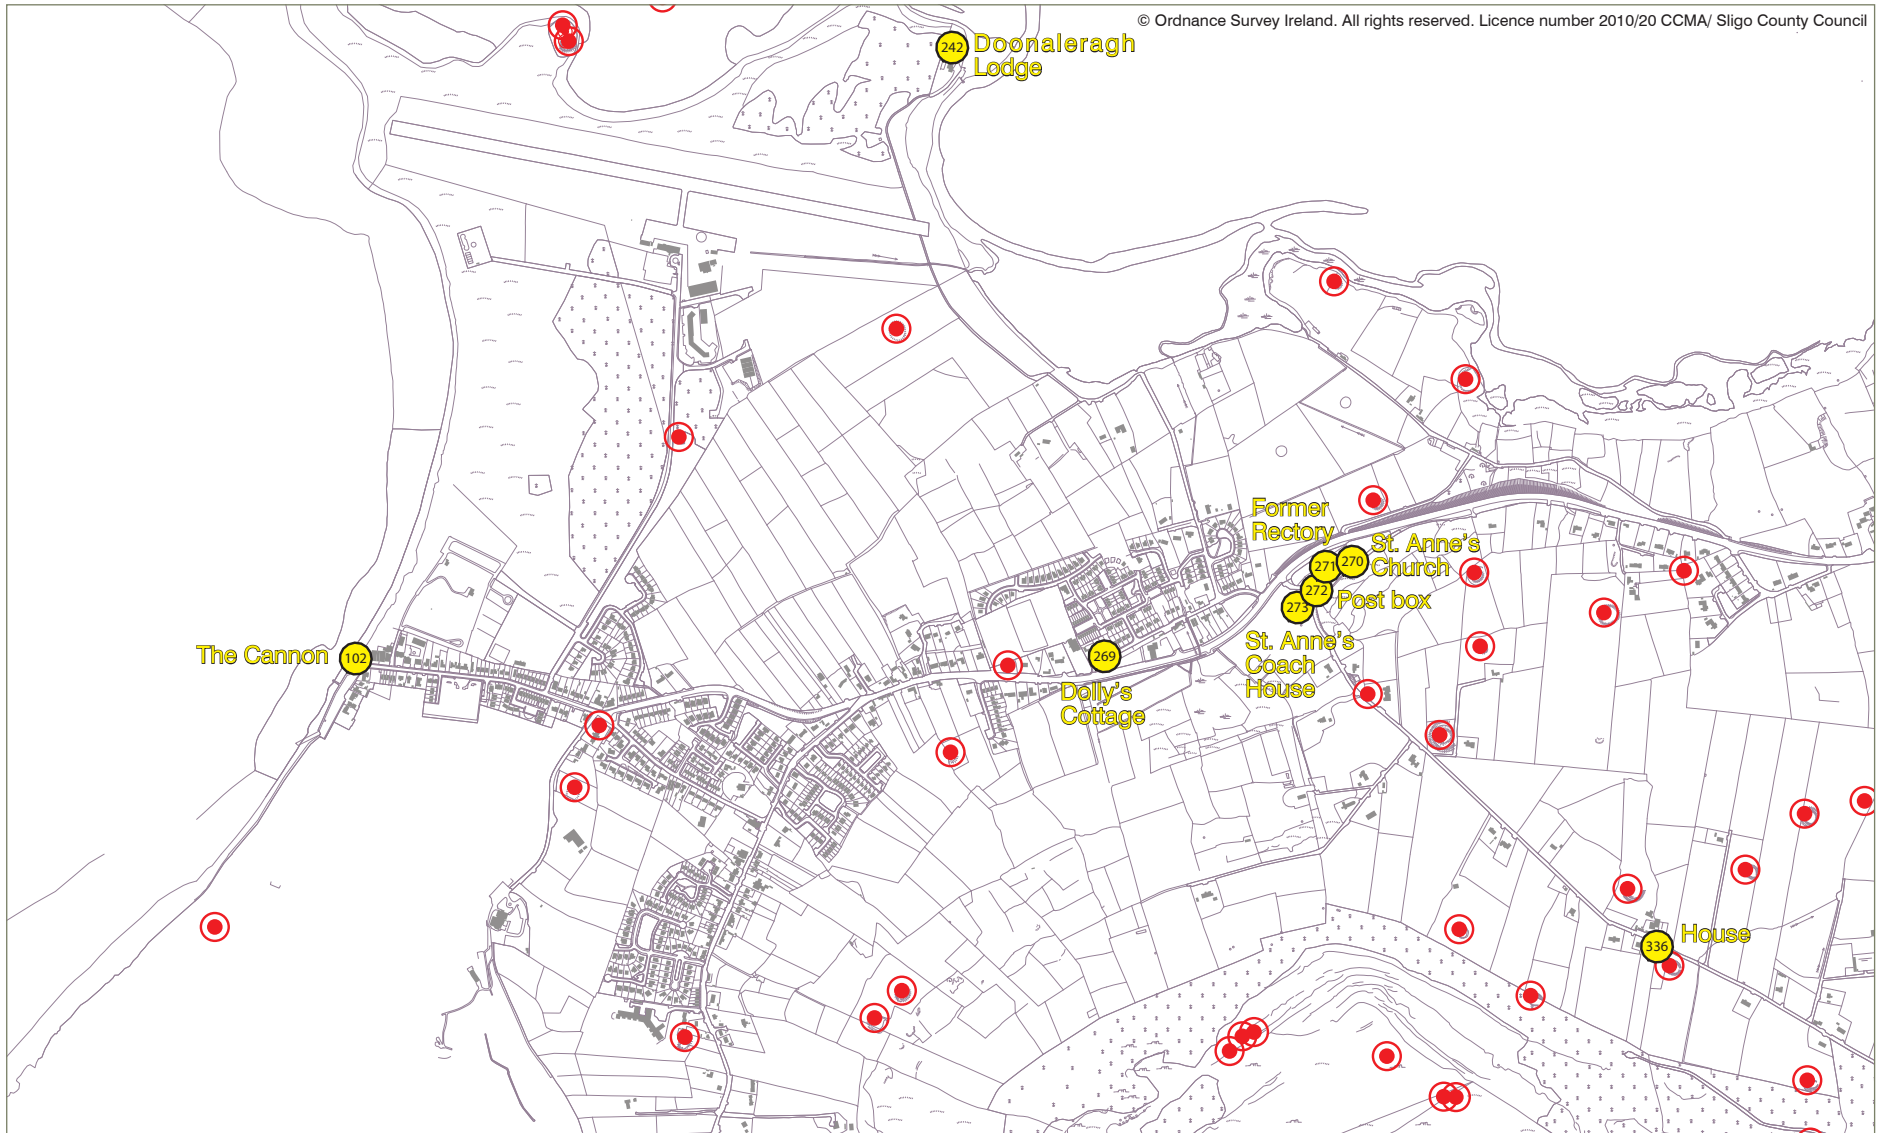 © Ordnance Survey Ireland. All rights reserved. Licence number 2010/20 CCMA/ Sligo County Council
242
Doonaleragh
Lodge
Former
Rectory
271
270
St. Anne's
Church
272
Post box
273
St. Anne's
Coach
House
The Cannon
102
269
Dolly's
Cottage
336
House